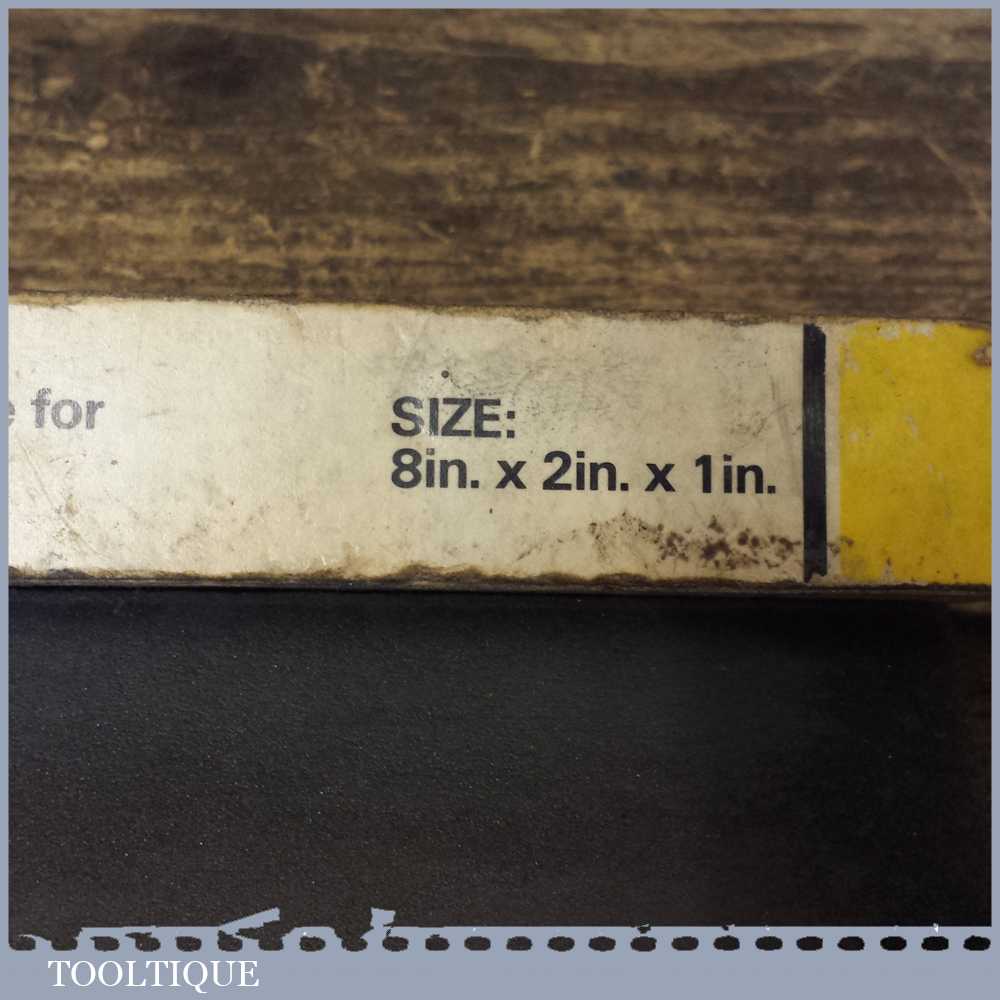 for
SIZE:
8in. x 2in. x 1in.
TOOLTIQUE